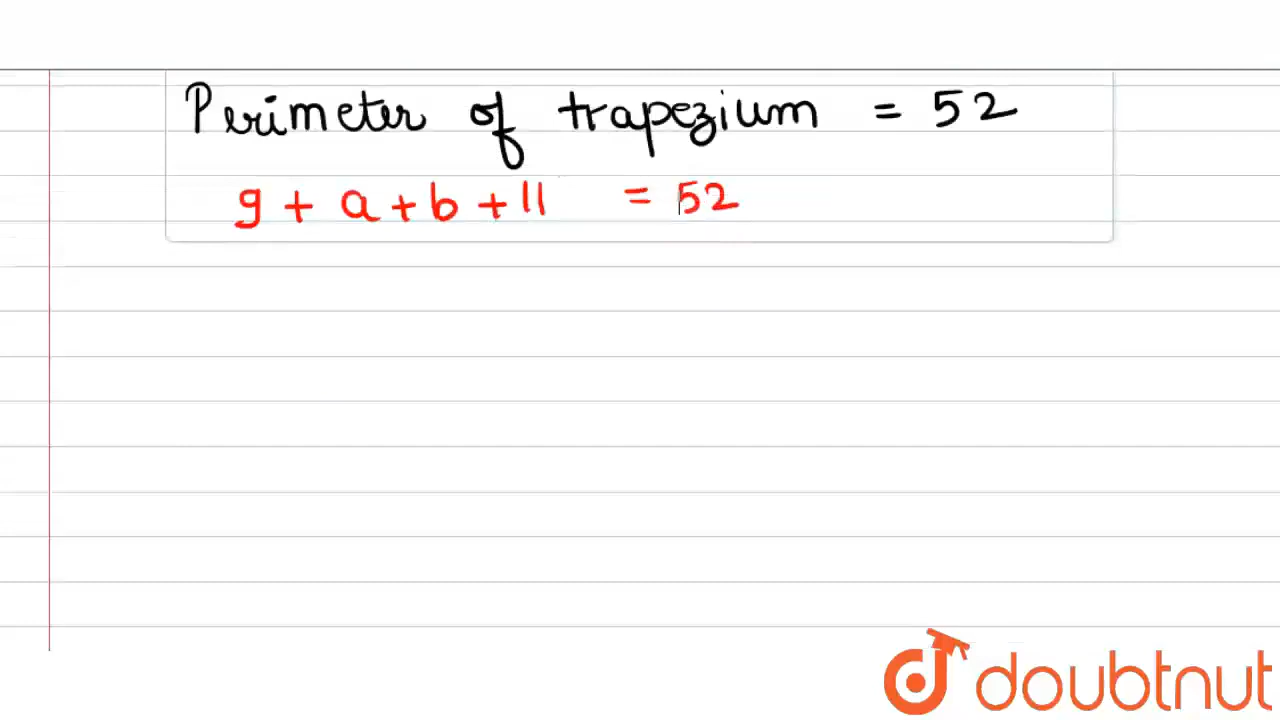 Perimeter of trapezium = 52
9 + a + b + 11 = 52
doubtnut